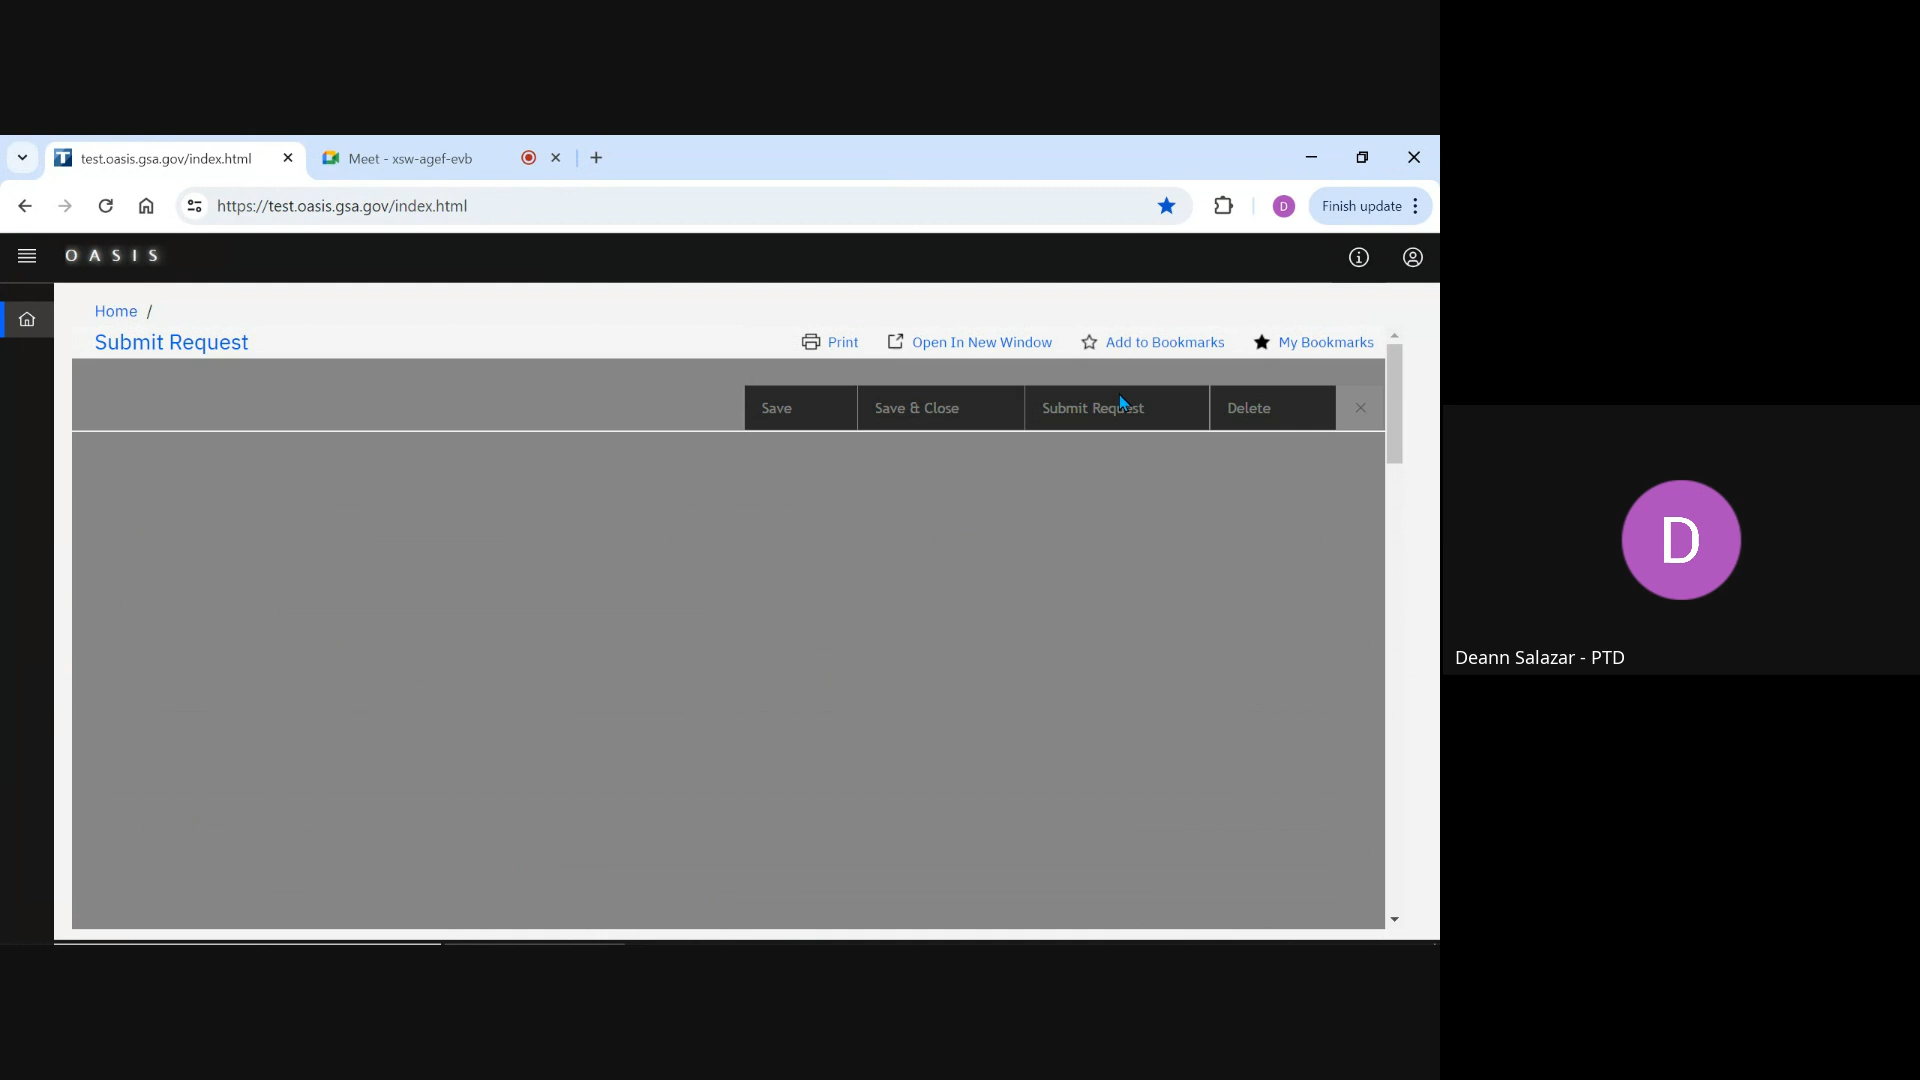 test.oasis.gsa.gov/index.html
Meet - xsw-agef-evb
https://test.oasis.gsa.gov/index.html
D
Finish update
OASIS
Home /
Submit Request
Print
Open In New Window
Add to Bookmarks
My Bookmarks
Save
Save & Close
Submit Request
Delete
D
Deann Salazar - PTD